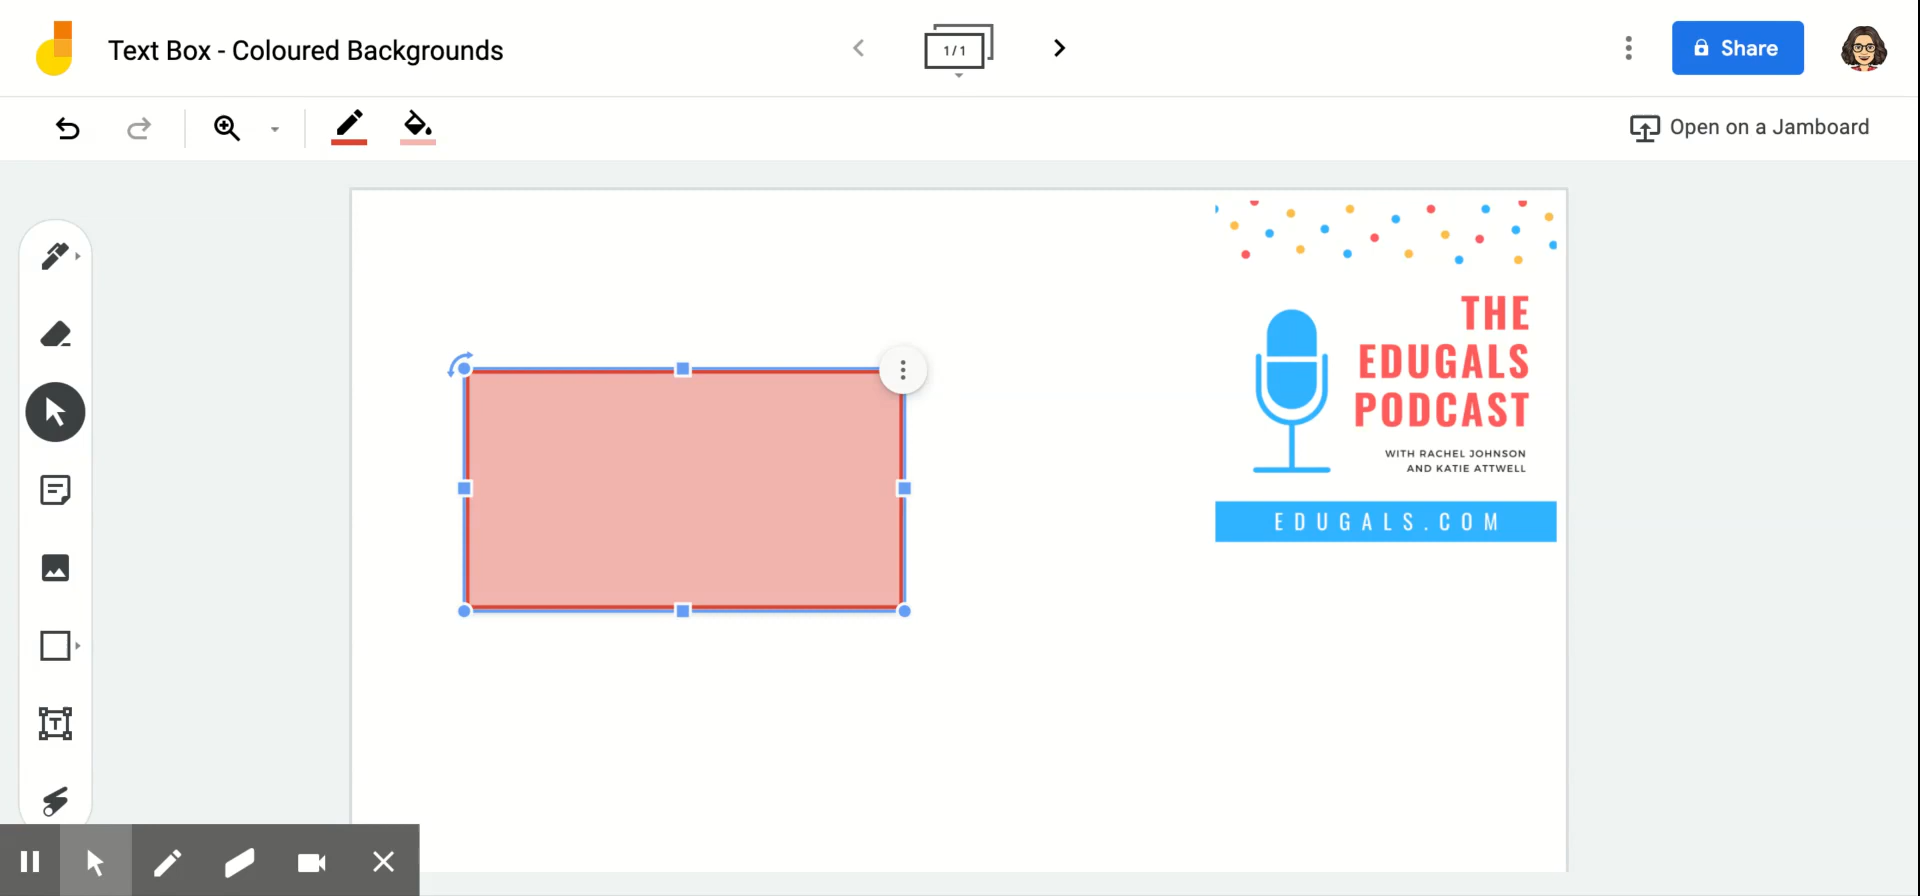 Text Box - Coloured Backgrounds
1/1
Share
Open on a Jamboard
THE
EDUGALS
PODCAST
WITH RACHEL JOHNSON
AND KATIE ATTWELL
EDUGALS.COM
T